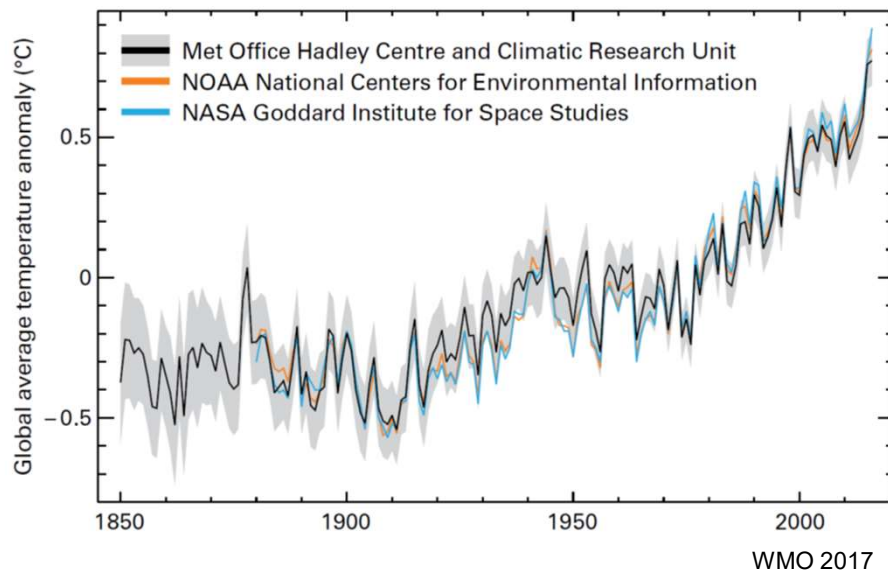 Met Office Hadley Centre and Climatic Research Unit
NOAA National Centers for Environmental Information
NASA Goddard Institute for Space Studies
Global average temperature anomaly (°C)
0.5
0
−0.5
1850 1900 1950 2000
WMO 2017